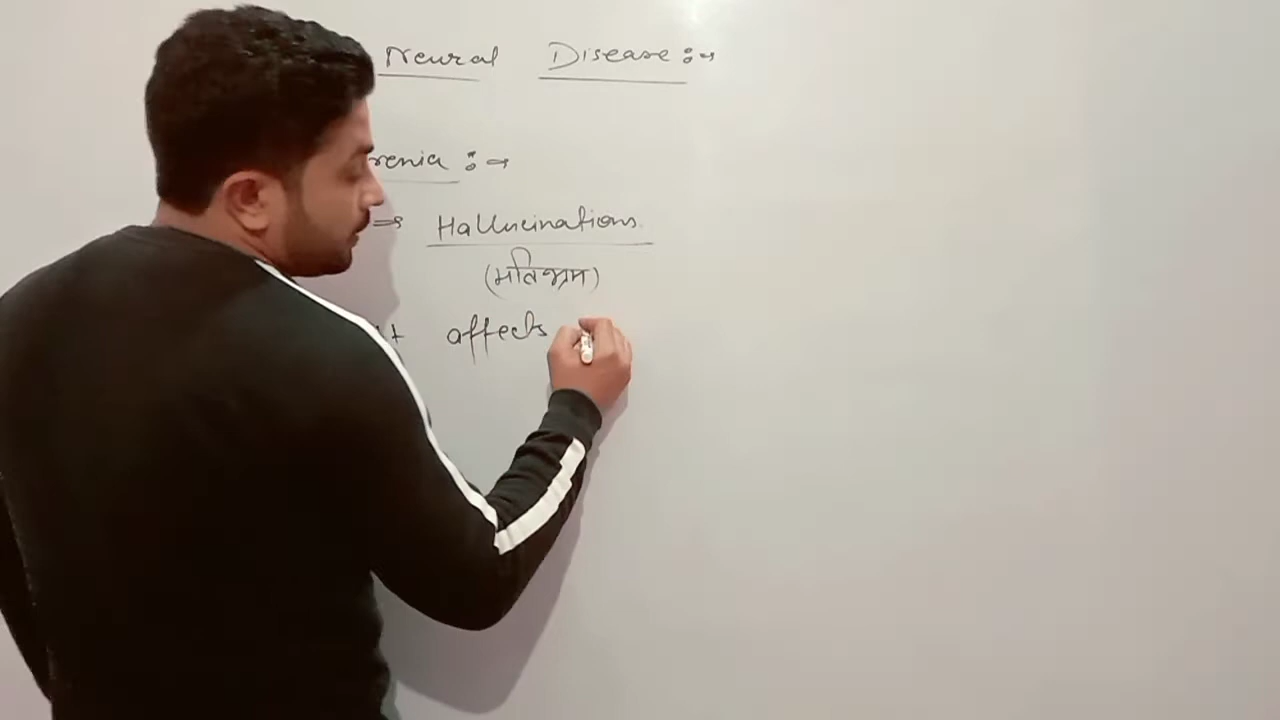 Neural Disease :→
renia :→
⇒ Hallucinations
(मतिभ्रम)
affects